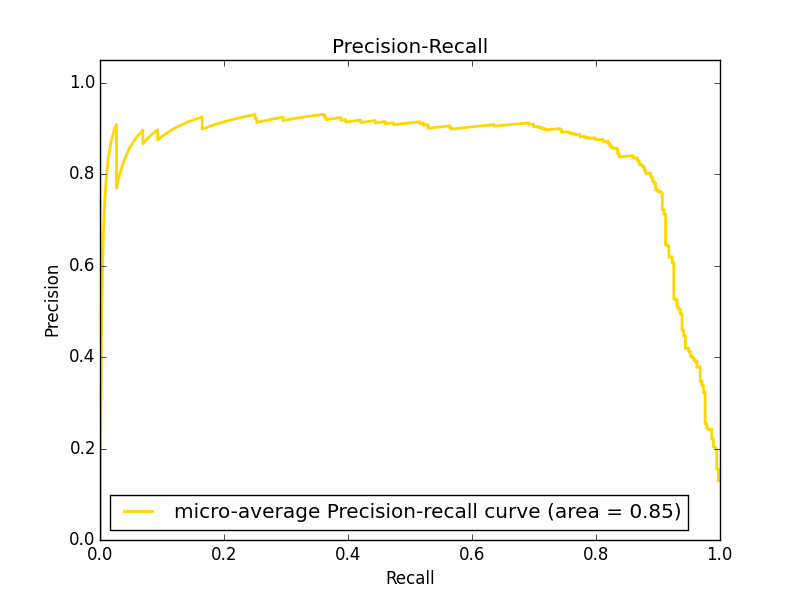 Precision-Recall
1.0
0.8
0.6
0.4
0.2
0.0
Precision
micro-average Precision-recall curve (area = 0.85)
0.0 0.2 0.4 0.6 0.8 1.0
Recall